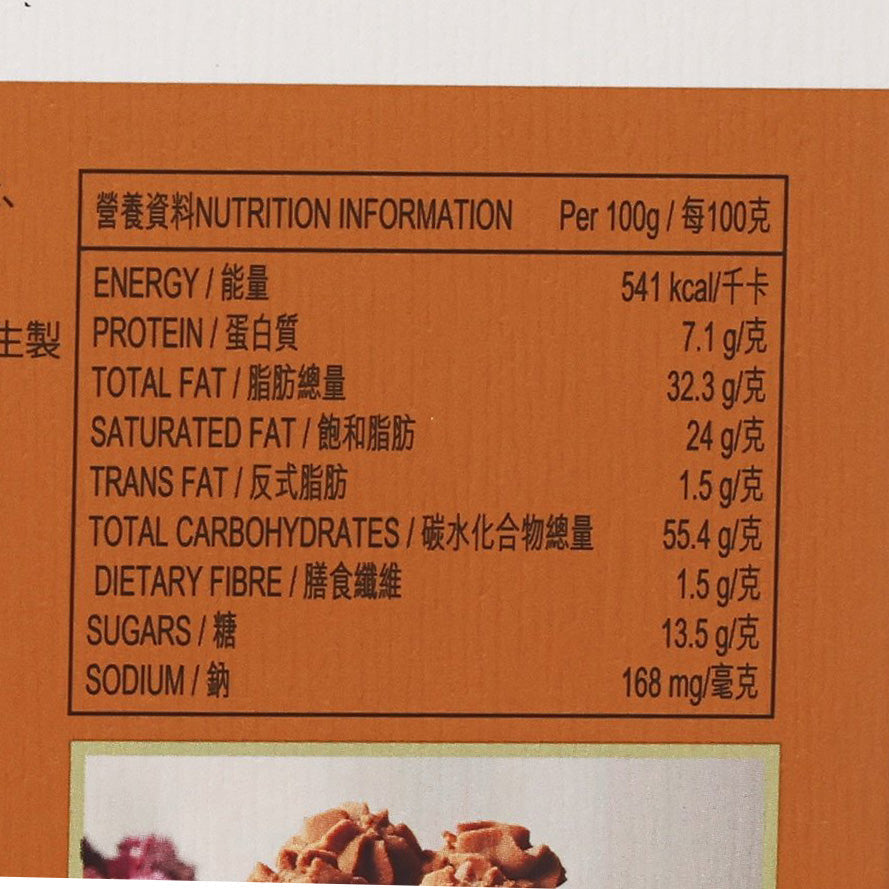 營養資料NUTRITION INFORMATION Per 100g / 每100克
ENERGY / 能量 541 kcal/千卡
生製
PROTEIN / 蛋白質 7.1 g/克
TOTAL FAT / 脂肪總量 32.3 g/克
SATURATED FAT / 飽和脂肪 24 g/克
TRANS FAT / 反式脂肪 1.5 g/克
TOTAL CARBOHYDRATES / 碳水化合物總量 55.4 g/克
DIETARY FIBRE / 膳食纖維 1.5 g/克
SUGARS / 糖 13.5 g/克
SODIUM / 鈉 168 mg/毫克